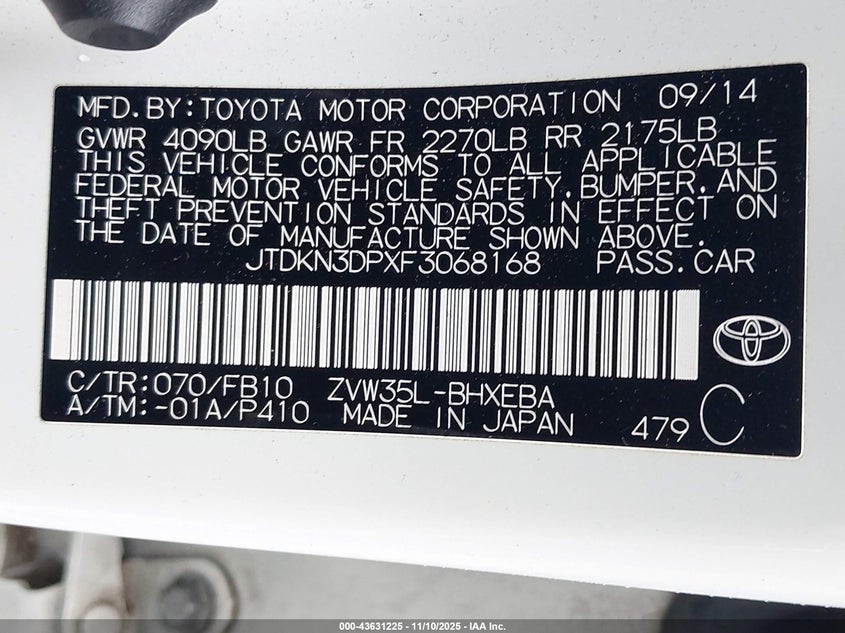 MFD.BY:TOYOTA MOTOR CORPORATION 09/14
GVWR 4090LB GAWR FR 2270LB RR 2175LB
THIS VEHICLE CONFORMS TO ALL APPLICABLE
FEDERAL MOTOR VEHICLE SAFETY,BUMPER,AND
THEFT PREVENTION STANDARDS IN EFFECT ON
THE DATE OF MANUFACTURE SHOWN ABOVE.
JTDKN3DPXF3068168 PASS.CAR
C/TR:070/FB10 ZVW35L-BHXEBA
A/TM:-01A/P410 MADE IN JAPAN 479 C
000-43631225 - 11/10/2025 - IAA Inc.